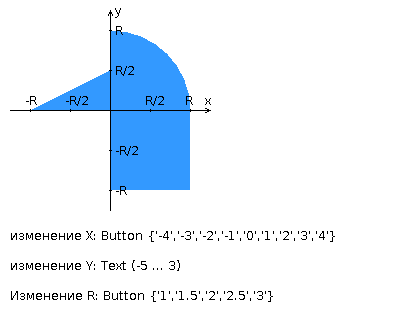 y
R
R/2
-R -R/2 R/2 R x
-R/2
-R
изменение X: Button {'-4','-3','-2','-1','0','1','2','3','4'}
изменение Y: Text (-5 ... 3)
Изменение R: Button {'1','1.5','2','2.5','3'}